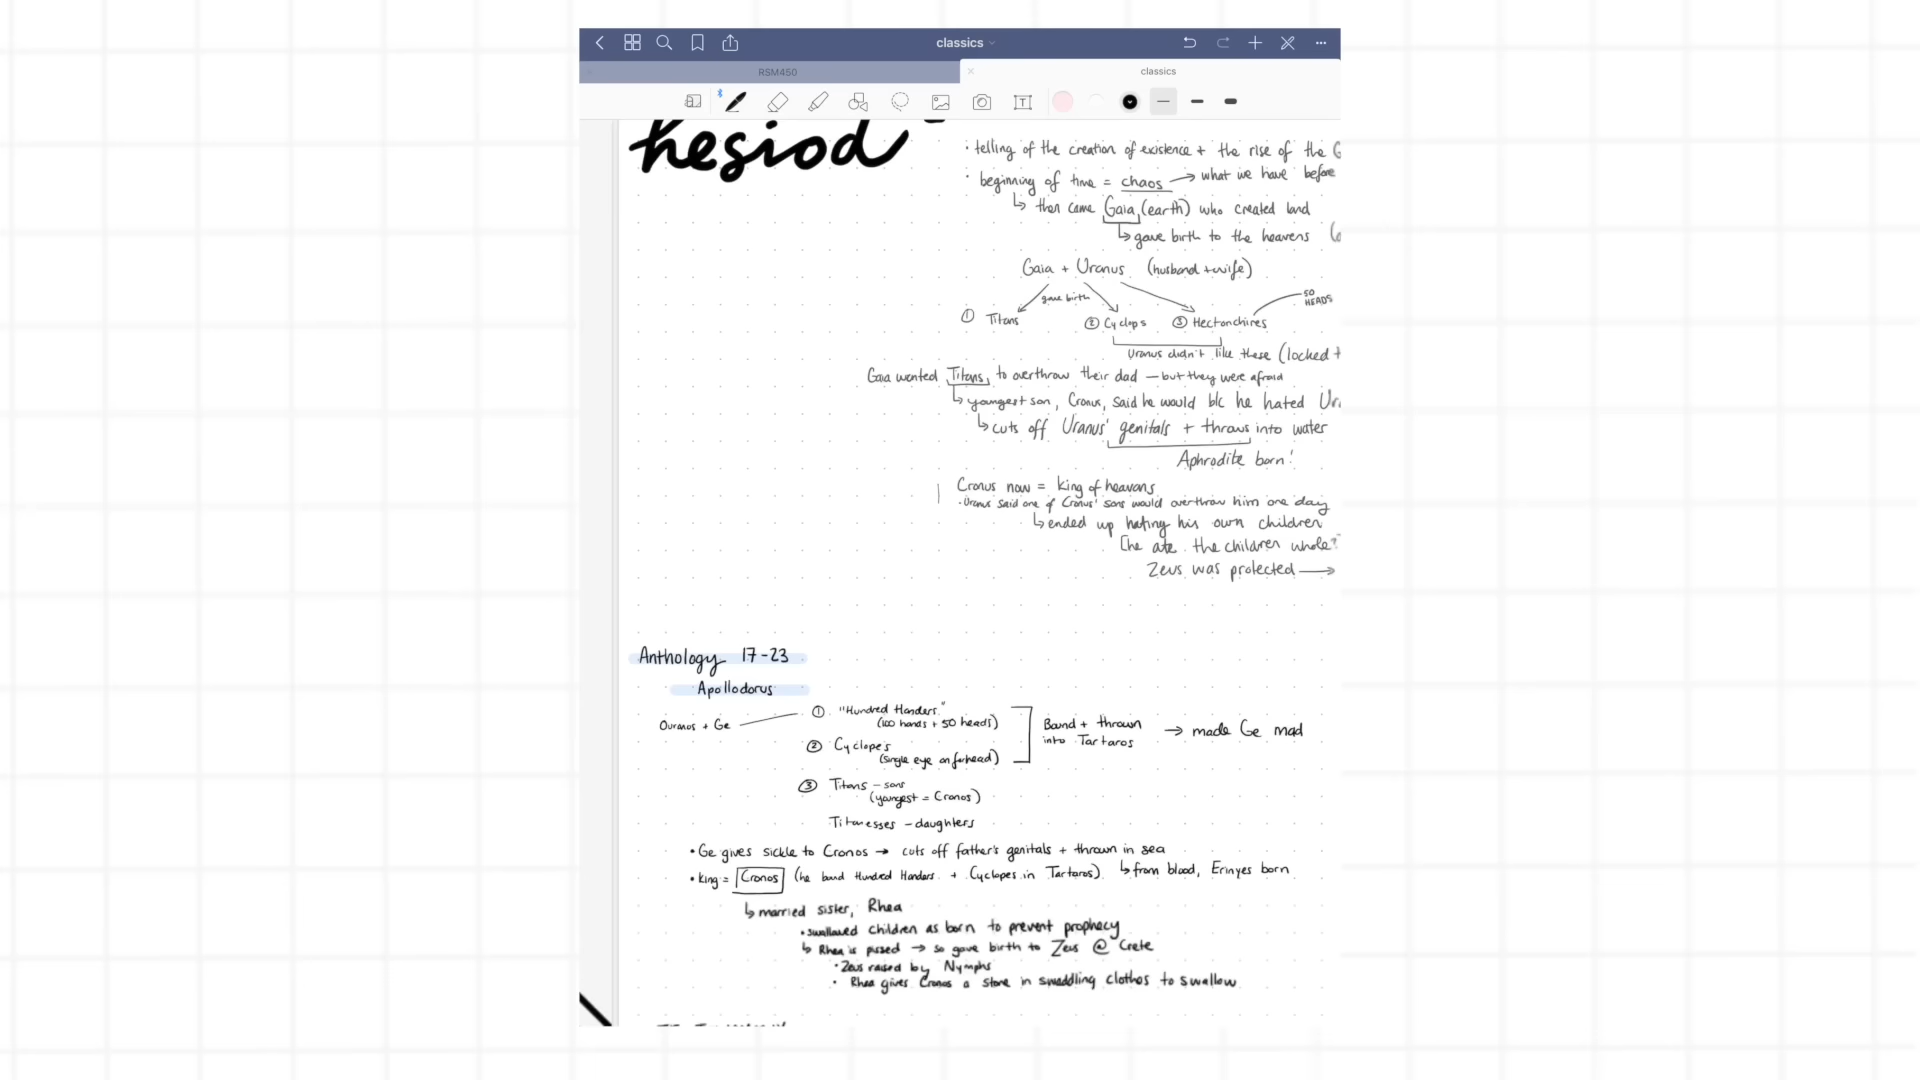 classics
RSM450
classics
hesiod
· telling of the creation of existence + the rise of the G
· beginning of time = chaos → what we have before
↳ then came Gaia (earth) who created land
↳ gave birth to the heavens
Gaia + Uranus (husband + wife)
gave birth
50 HEADS
① Titans ② Cyclops ③ Hectonchires
Uranus didn't like these (locked
Gaia wanted Titans, to overthrow their dad — but they were afraid
↳ youngest son, Cronus, said he would b/c he hated Ur
↳ cuts off Uranus' genitals + throws into water
Aphrodite born!
Cronus now = king of heavens
· Uranus said one of Cronus' sons would overthrow him one day
↳ ended up hating his own children
[he ate the children whole
Zeus was protected →
Anthology 17-23
Apollodorus
Ouranos + Ge
① "Hundred Handers"
(100 hands + 50 heads)
② Cyclopes
(single eye on forhead)
Bound + thrown into Tartaros → made Ge mad
③ Titans - sons
(youngest = Cronos)
Titanesses - daughters
• Ge gives sickle to Cronos → cuts off father's genitals + thrown in sea
↳ from blood, Erinyes born
• King = Cronos (he bound Hundred Handers + Cyclopes in Tartaros)
↳ married sister, Rhea
• swallowed children as born to prevent prophecy
↳ Rhea is pissed → so gave birth to Zeus @ Crete
• Zeus raised by Nymphs
• Rhea gives Cronos a stone in swaddling clothes to swallow